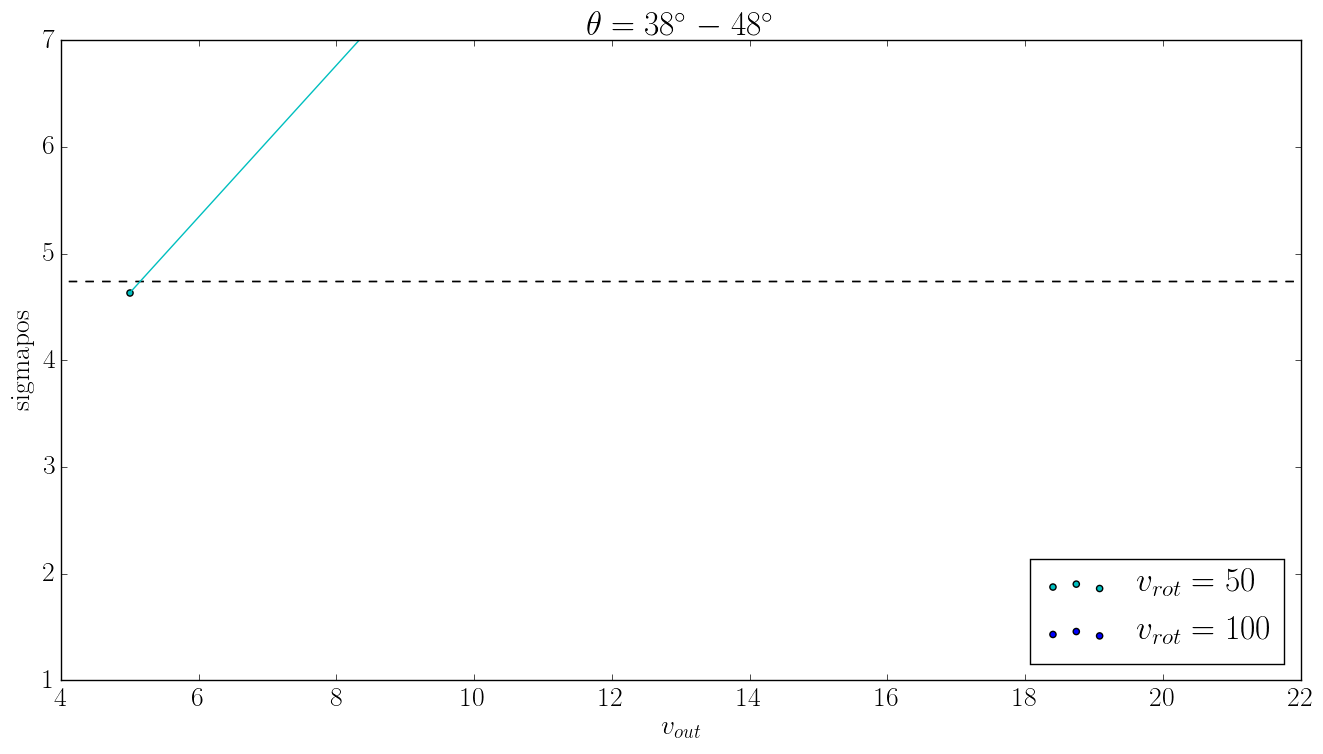 θ = 38° − 48°
7
6
5
4
3
2
1
sigmapos
v_rot = 50
v_rot = 100
4 6 8 10 12 14 16 18 20 22
v_out